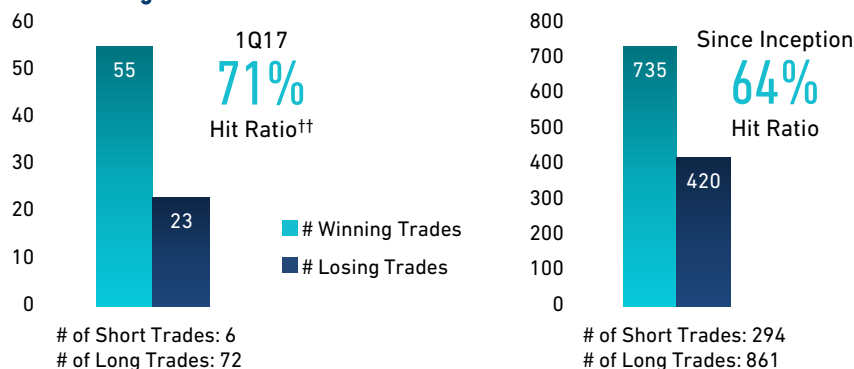 60
50
40
30
20
10
0
55
23
1Q17
71%
Hit Ratio††
# Winning Trades
# Losing Trades
# of Short Trades: 6
# of Long Trades: 72
800
700
600
500
400
300
200
100
0
735
420
Since Inception
64%
Hit Ratio
# of Short Trades: 294
# of Long Trades: 861